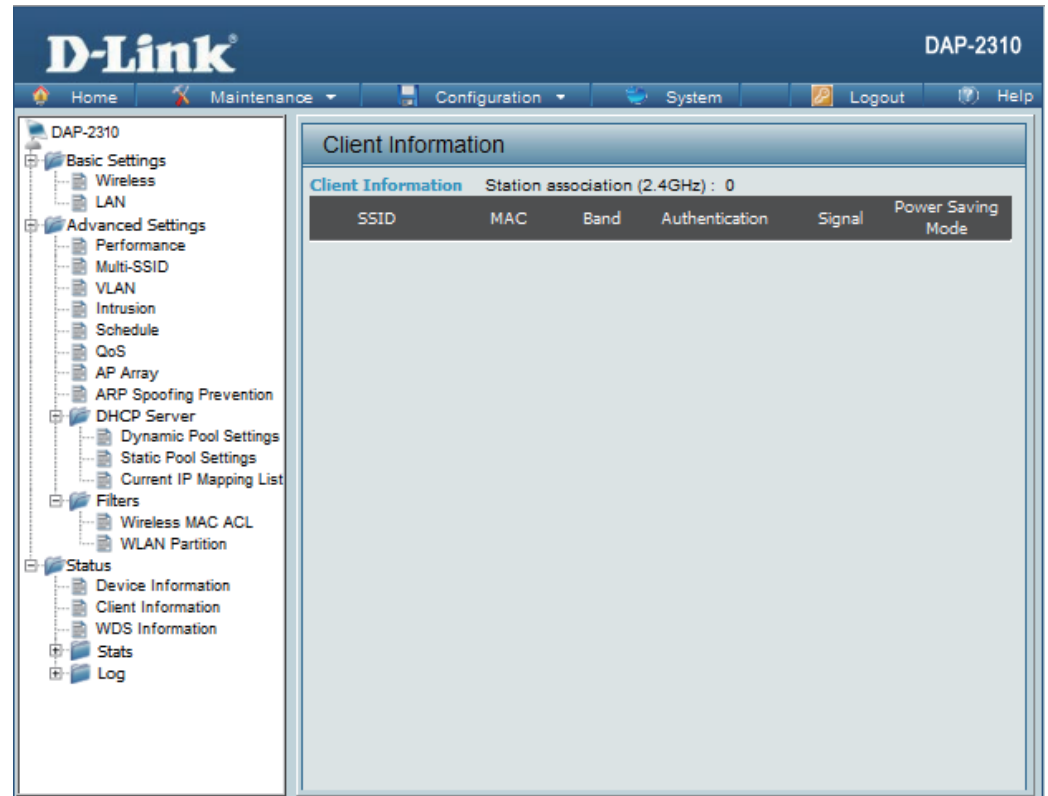 D-Link®
DAP-2310
Home Maintenance Configuration System Logout Help
DAP-2310
Basic Settings
Wireless
LAN
Advanced Settings
Performance
Multi-SSID
VLAN
Intrusion
Schedule
QoS
AP Array
ARP Spoofing Prevention
DHCP Server
Dynamic Pool Settings
Static Pool Settings
Current IP Mapping List
Filters
Wireless MAC ACL
WLAN Partition
Status
Device Information
Client Information
WDS Information
Stats
Log
Client Information
Client Information Station association (2.4GHz) : 0
SSID MAC Band Authentication Signal Power Saving Mode